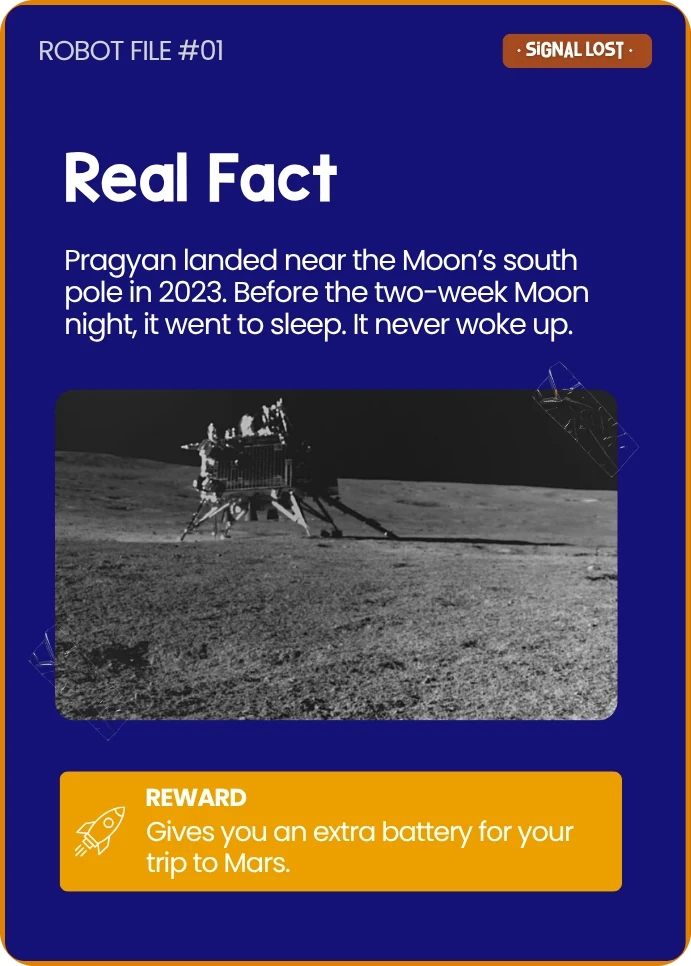 ROBOT FILE #01
· SIGNAL LOST ·
Real Fact
Pragyan landed near the Moon’s south
pole in 2023. Before the two-week Moon
night, it went to sleep. It never woke up.
REWARD
Gives you an extra battery for your
trip to Mars.